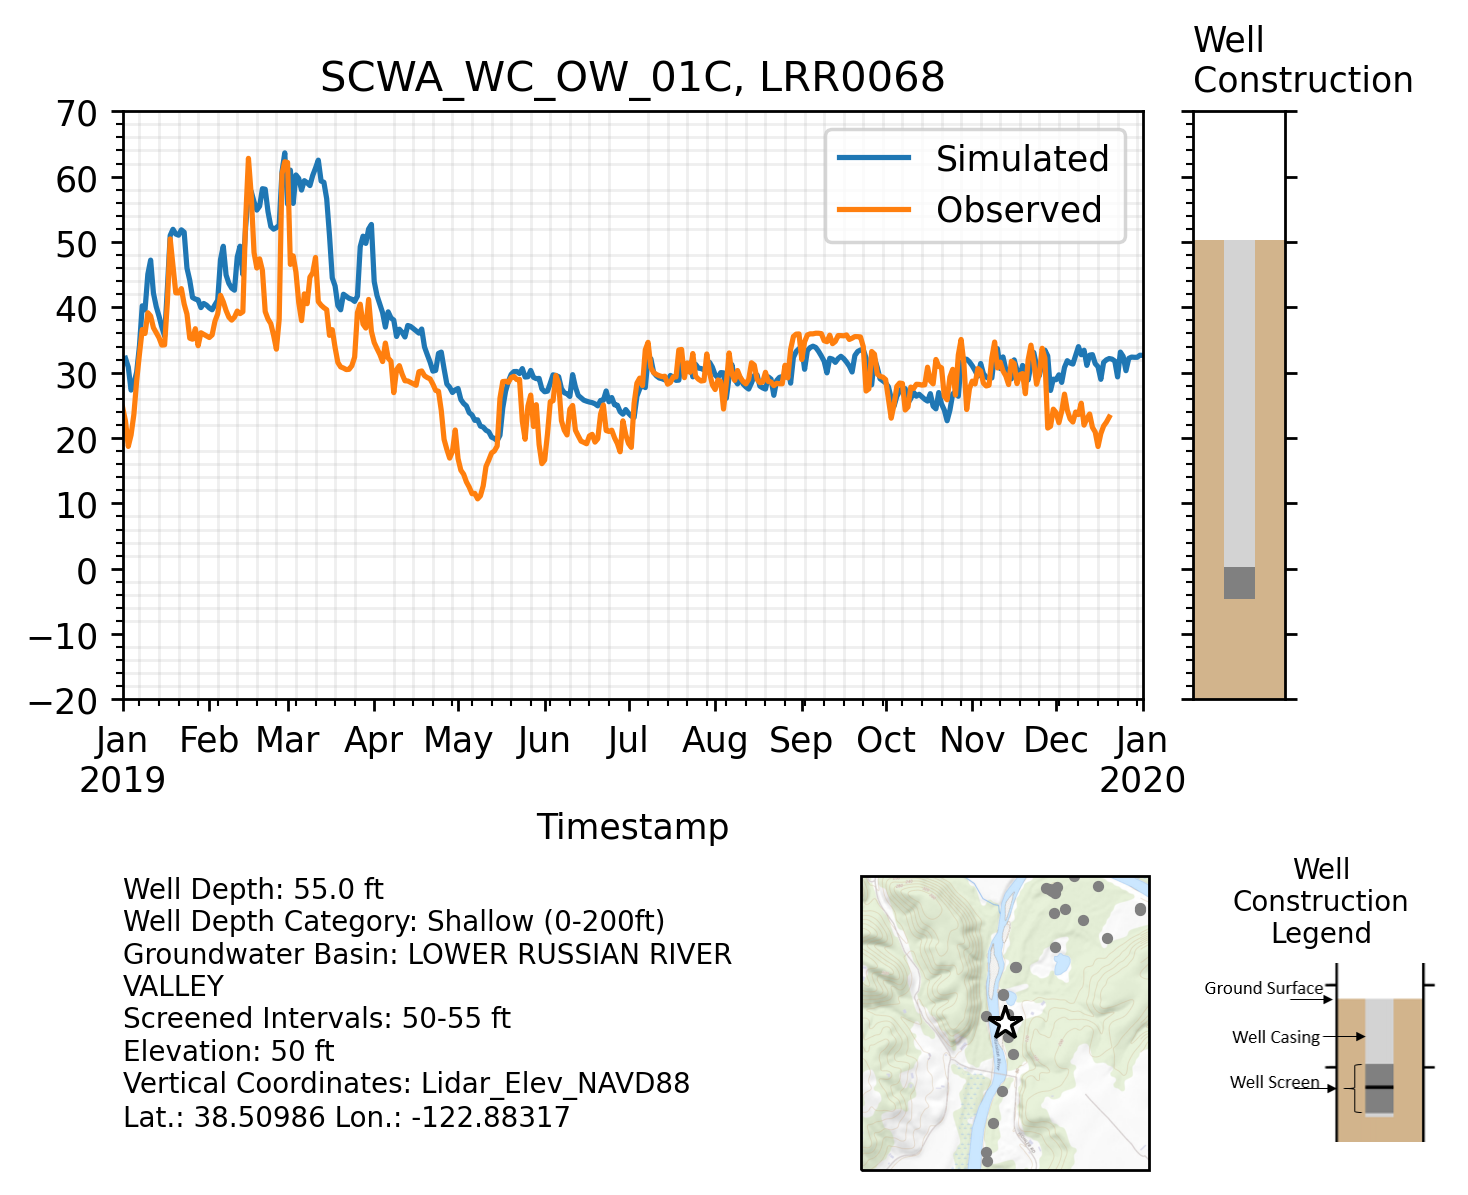 Well
Construction
SCWA_WC_OW_01C, LRR0068
70
60
50
40
30
20
10
0
−10
−20
Simulated
Observed
Jan Feb Mar Apr May Jun Jul Aug Sep Oct Nov Dec Jan
2019 2020
Timestamp
Well Depth: 55.0 ft
Well Depth Category: Shallow (0-200ft)
Groundwater Basin: LOWER RUSSIAN RIVER
VALLEY
Screened Intervals: 50-55 ft
Elevation: 50 ft
Vertical Coordinates: Lidar_Elev_NAVD88
Lat.: 38.50986 Lon.: -122.88317
Well
Construction
Legend
Ground Surface
Well Casing
Well Screen